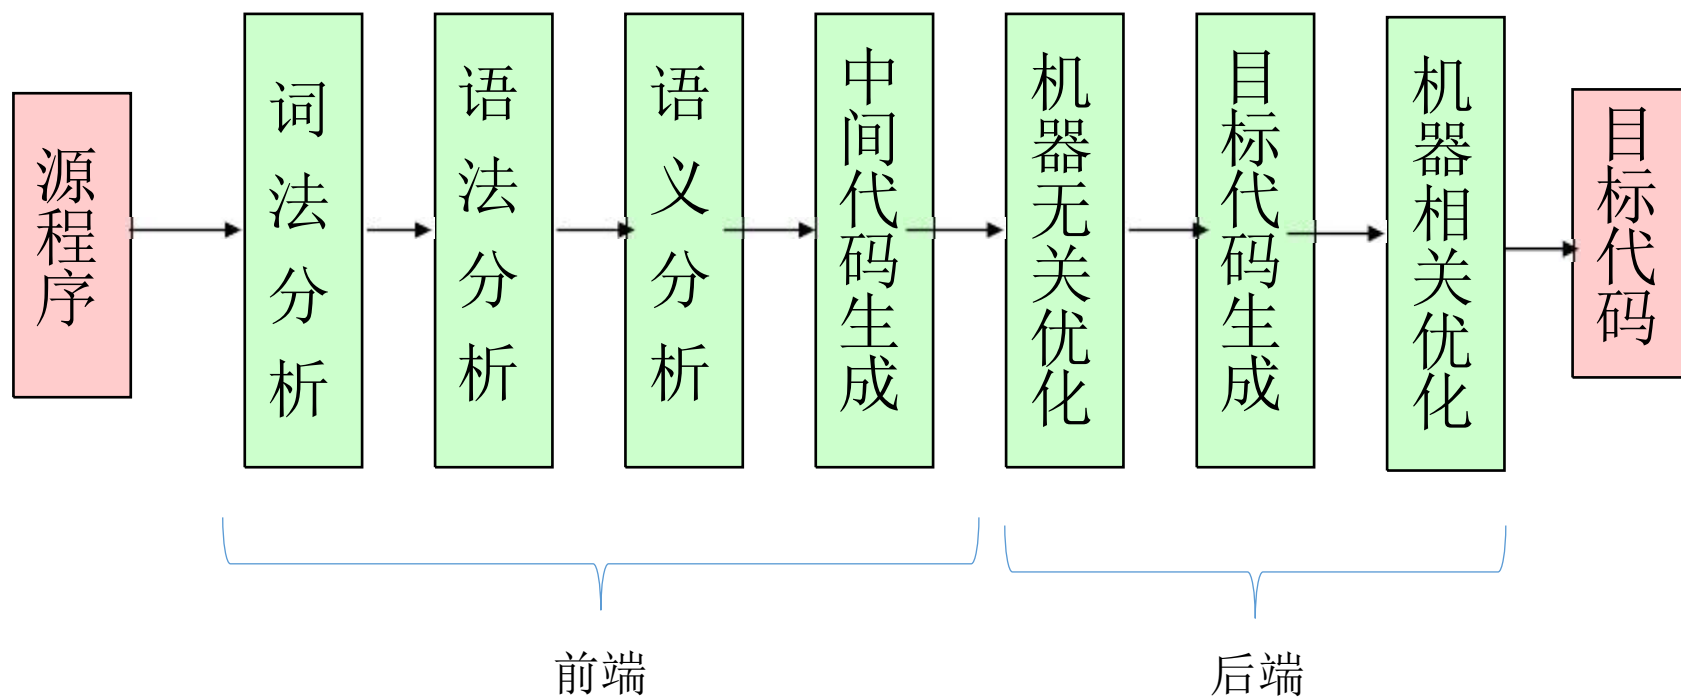 源程序
词法分析
语法分析
语义分析
中间代码生成
机器无关优化
目标代码生成
机器相关优化
目标代码
前端
后端